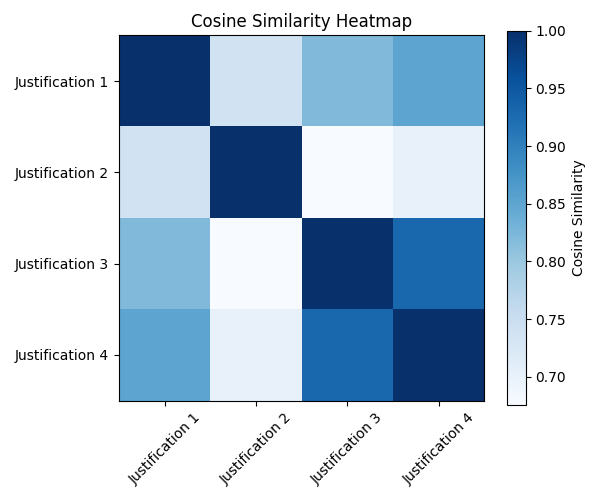 Cosine Similarity Heatmap
Justification 1
Justification 2
Justification 3
Justification 4
Justification 1
Justification 2
Justification 3
Justification 4
1.00
0.95
0.90
0.85
0.80
0.75
0.70
Cosine Similarity